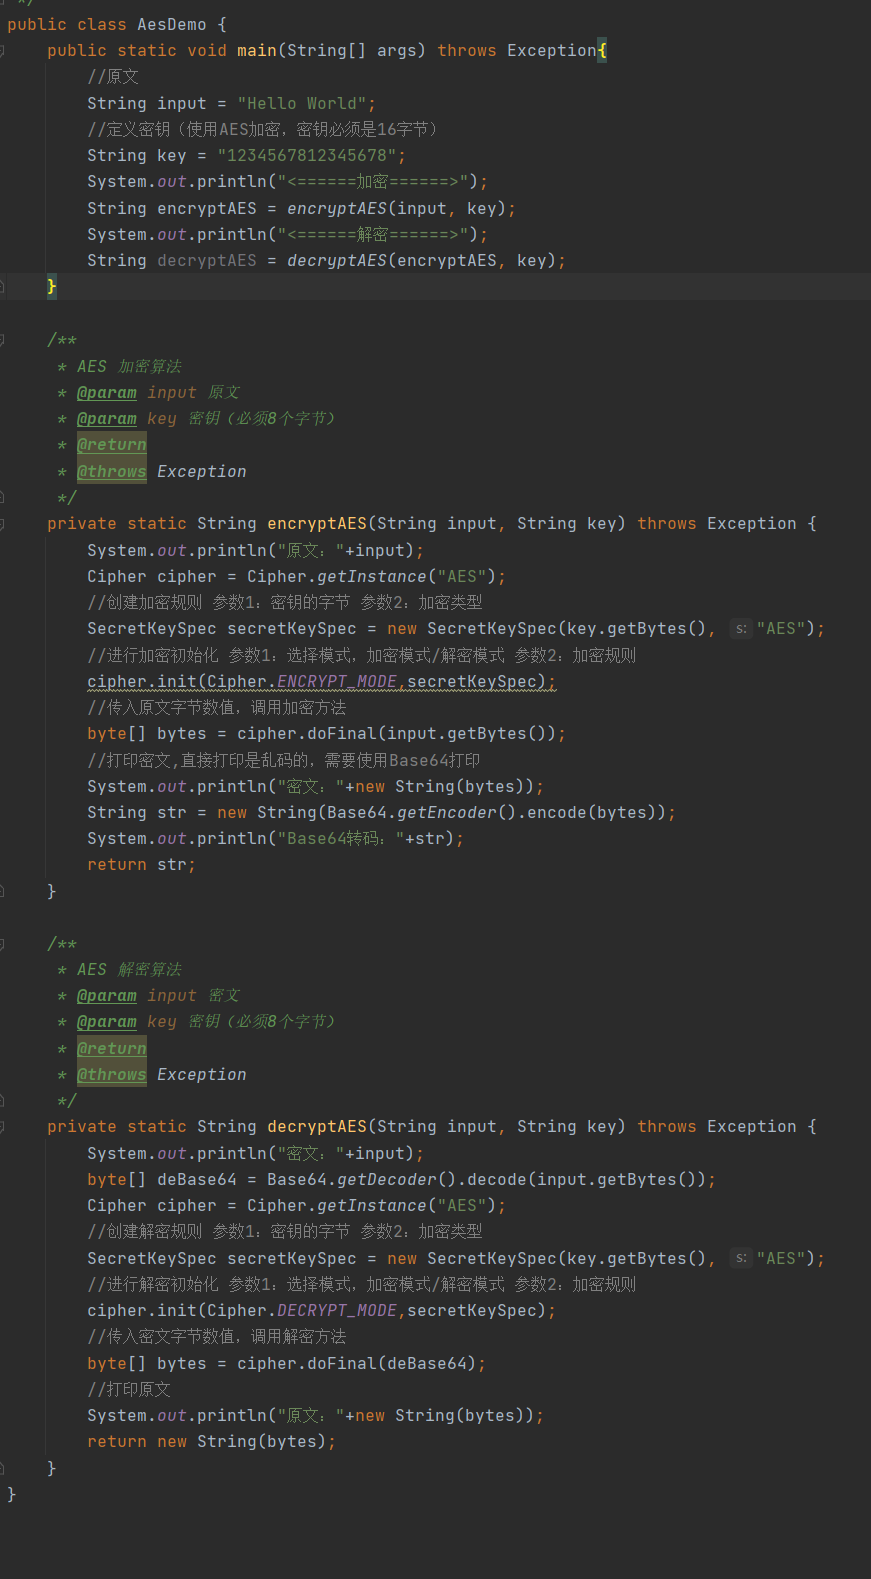 */
public class AesDemo {
public static void main(String[] args) throws Exception{
//原文
String input = "Hello World";
//定义密钥（使用AES加密，密钥必须是16字节）
String key = "1234567812345678";
System.out.println("<======加密======>");
String encryptAES = encryptAES(input, key);
System.out.println("<======解密======>");
String decryptAES = decryptAES(encryptAES, key);
}
/**
* AES 加密算法
* @param input 原文
* @param key 密钥（必须8个字节）
* @return
* @throws Exception
*/
private static String encryptAES(String input, String key) throws Exception {
System.out.println("原文："+input);
Cipher cipher = Cipher.getInstance("AES");
//创建加密规则 参数1：密钥的字节 参数2：加密类型
SecretKeySpec secretKeySpec = new SecretKeySpec(key.getBytes(), s: "AES");
//进行加密初始化 参数1：选择模式，加密模式/解密模式 参数2：加密规则
cipher.init(Cipher.ENCRYPT_MODE,secretKeySpec);
//传入原文字节数值，调用加密方法
byte[] bytes = cipher.doFinal(input.getBytes());
//打印密文,直接打印是乱码的，需要使用Base64打印
System.out.println("密文："+new String(bytes));
String str = new String(Base64.getEncoder().encode(bytes));
System.out.println("Base64转码："+str);
return str;
}
/**
* AES 解密算法
* @param input 密文
* @param key 密钥（必须8个字节）
* @return
* @throws Exception
*/
private static String decryptAES(String input, String key) throws Exception {
System.out.println("密文："+input);
byte[] deBase64 = Base64.getDecoder().decode(input.getBytes());
Cipher cipher = Cipher.getInstance("AES");
//创建解密规则 参数1：密钥的字节 参数2：加密类型
SecretKeySpec secretKeySpec = new SecretKeySpec(key.getBytes(), s: "AES");
//进行解密初始化 参数1：选择模式，加密模式/解密模式 参数2：加密规则
cipher.init(Cipher.DECRYPT_MODE,secretKeySpec);
//传入密文字节数值，调用解密方法
byte[] bytes = cipher.doFinal(deBase64);
//打印原文
System.out.println("原文："+new String(bytes));
return new String(bytes);
}
}